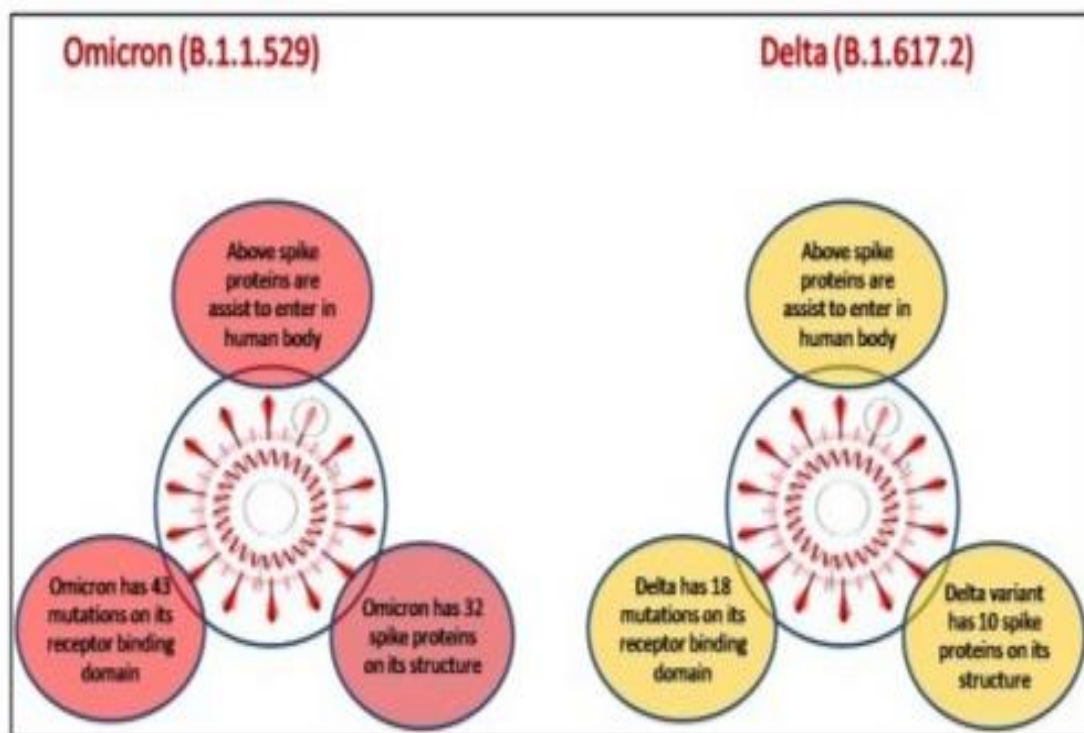 Omicron (B.1.1.529)
Delta (B.1.617.2)
Above spike
proteins are
assist to enter in
human body
Omicron has 43
mutations on its
receptor binding
domain
Omicron has 32
spike proteins
on its structure
Above spike
proteins are
assist to enter in
human body
Delta has 18
mutations on its
receptor binding
domain
Delta variant
has 10 spike
proteins on its
structure